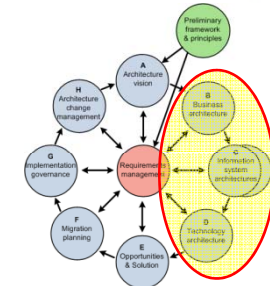 Preliminary
framework
& principles
A
Architecture
vision
H
Architecture
change
management
B
Business
architecture
G
Implementation
governance
Requirements
management
C
Information
system
architectures
F
Migration
planning
D
Technology
architecture
E
Opportunities
& Solution